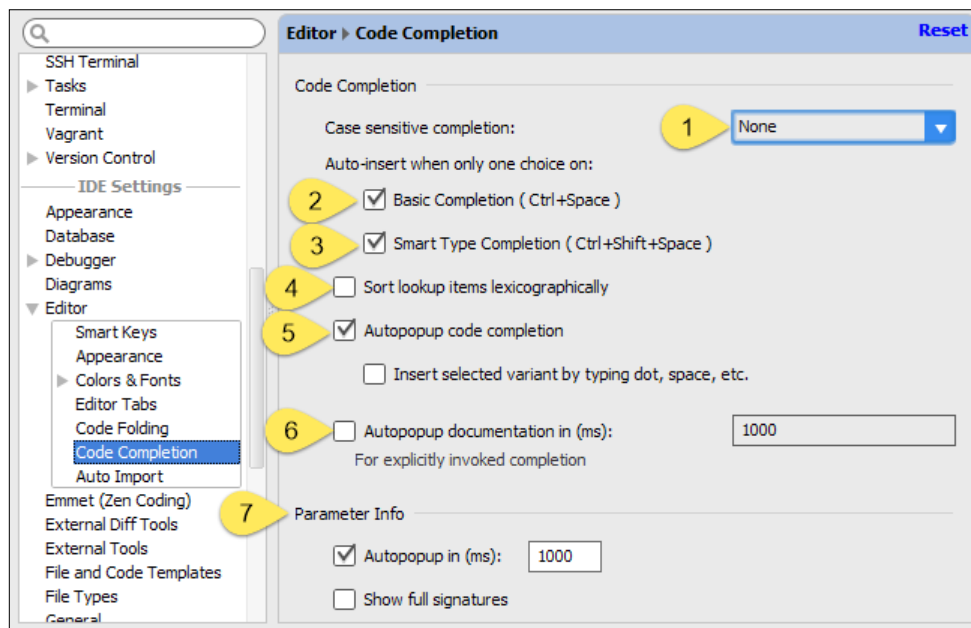 SSH Terminal
Tasks
Terminal
Vagrant
Version Control
IDE Settings
Appearance
Database
Debugger
Diagrams
Editor
Smart Keys
Appearance
Colors & Fonts
Editor Tabs
Code Folding
Code Completion
Auto Import
Emmet (Zen Coding)
External Diff Tools
External Tools
File and Code Templates
File Types
General
Editor Code Completion Reset
Code Completion
Case sensitive completion: 1 None
Auto-insert when only one choice on:
2 Basic Completion ( Ctrl+Space )
3 Smart Type Completion ( Ctrl+Shift+Space )
4 Sort lookup items lexicographically
5 Autopopup code completion
Insert selected variant by typing dot, space, etc.
6 Autopopup documentation in (ms): 1000
For explicitly invoked completion
7 Parameter Info
Autopopup in (ms): 1000
Show full signatures